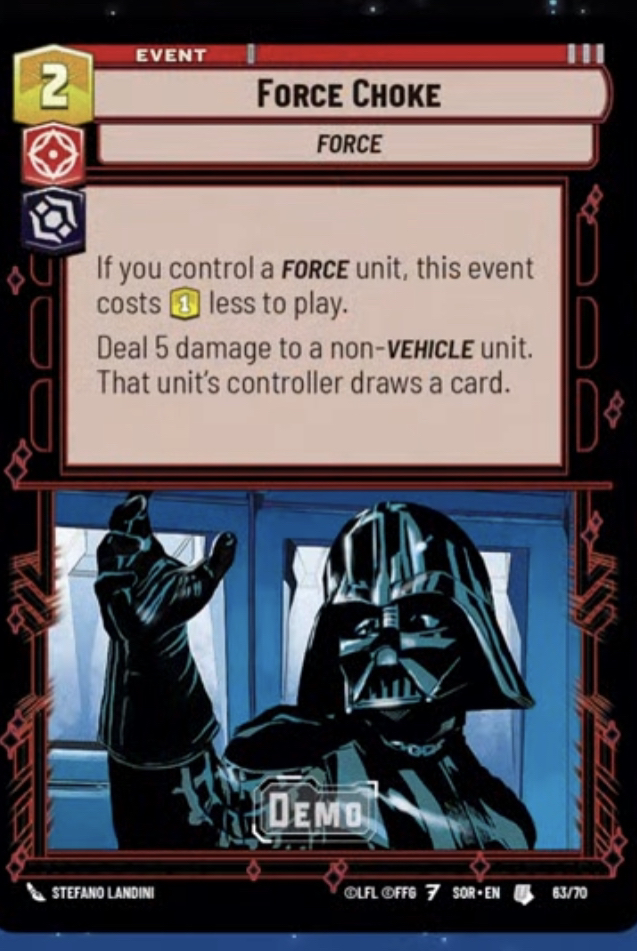 EVENT
2
FORCE CHOKE
FORCE
If you control a FORCE unit, this event
costs 1 less to play.
Deal 5 damage to a non-VEHICLE unit.
That unit's controller draws a card.
DEMO
STEFANO LANDINI ©LFL ©FFG 7 SOR•EN 63/70